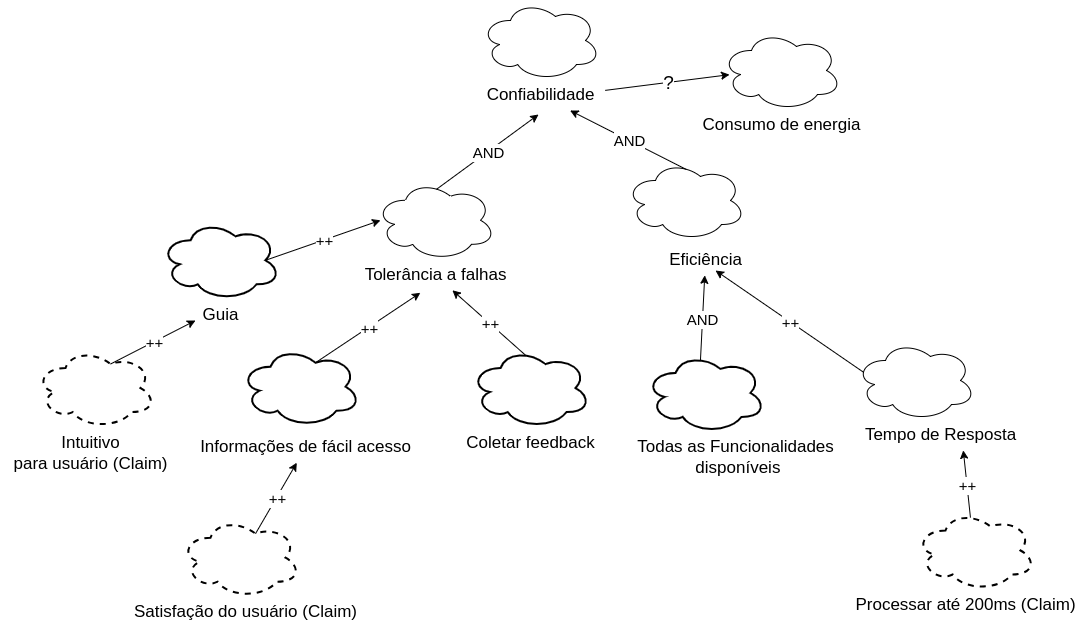 Confiabilidade
?
Consumo de energia
AND
AND
++
Tolerância a falhas
Eficiência
Guia
++
++
++
AND
++
Intuitivo
para usuário (Claim)
Informações de fácil acesso
Coletar feedback
Todas as Funcionalidades
disponíveis
Tempo de Resposta
++
++
Satisfação do usuário (Claim)
Processar até 200ms (Claim)